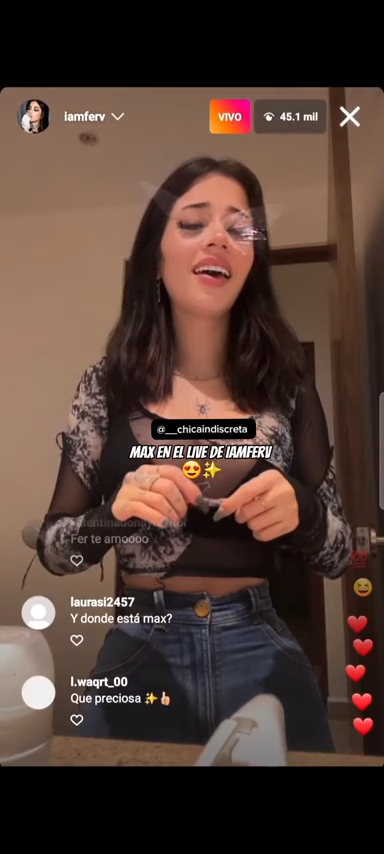 iamferv
VIVO
45.1 mil
@__chicaindiscreta
MAX EN EL LIVE DE IAMFERV
😍✨
Fer te amoooo
laurasi2457
Y donde está max?
l.waqrt_00
Que preciosa ✨👆🏻